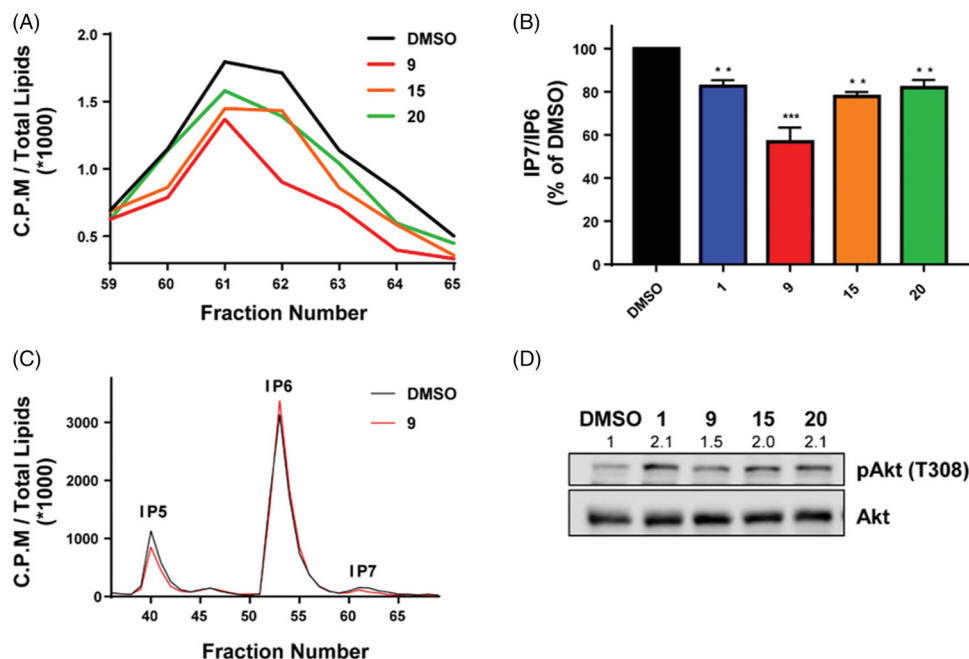 (A)
C.P.M / Total Lipids
(*1000)
2.0
1.5
1.0
0.5
59 60 61 62 63 64 65
Fraction Number
DMSO
9
15
20
(B)
IP7/IP6
(% of DMSO)
100
80
60
40
20
0
* *
***
* *
* *
DMSO 1 9 15 20
(C)
C.P.M / Total Lipids
(*1000)
3000
2000
1000
0
IP5
IP6
IP7
40 45 50 55 60 65
Fraction Number
DMSO
9
(D)
DMSO 1 9 15 20
1 2.1 1.5 2.0 2.1
pAkt (T308)
Akt